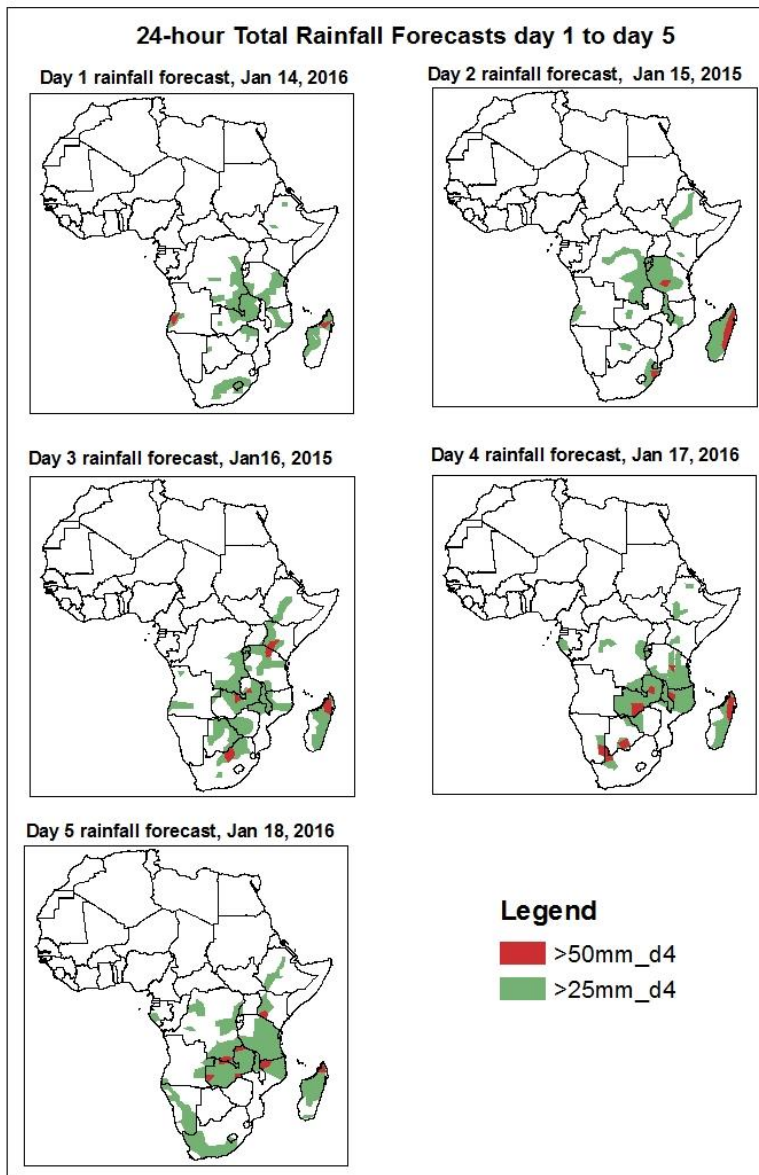 24-hour Total Rainfall Forecasts day 1 to day 5
Day 1 rainfall forecast, Jan 14, 2016
Day 2 rainfall forecast, Jan 15, 2015
Day 3 rainfall forecast, Jan16, 2015
Day 4 rainfall forecast, Jan 17, 2016
Day 5 rainfall forecast, Jan 18, 2016
Legend
>50mm_d4
>25mm_d4